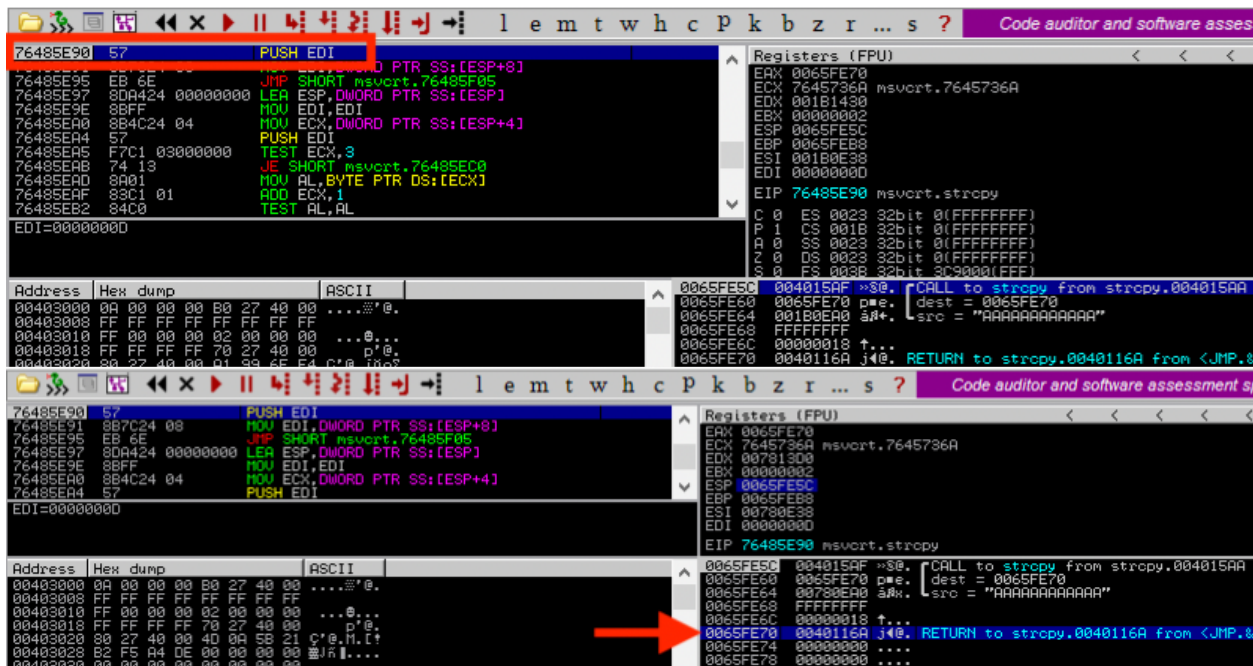 l e m t w h c P k b z r ... s ? Code auditor and software asses
76485E90 57 PUSH EDI
76485E95 EB 6E JMP SHORT msvcrt.76485F05
76485E97 8DA424 00000000 LEA ESP,DWORD PTR SS:[ESP]
76485E9E 8BFF MOV EDI,EDI
76485EA0 8B4C24 04 MOV ECX,DWORD PTR SS:[ESP+4]
76485EA4 57 PUSH EDI
76485EA5 F7C1 03000000 TEST ECX,3
76485EAB 74 13 JE SHORT msvcrt.76485EC0
76485EAD 8A01 MOV AL,BYTE PTR DS:[ECX]
76485EAF 83C1 01 ADD ECX,1
76485EB2 84C0 TEST AL,AL
EDI=0000000D
Registers (FPU) < < <
EAX 0065FE70
ECX 7645736A msvcrt.7645736A
EDX 001B1430
EBX 00000002
ESP 0065FE5C
EBP 0065FEB8
ESI 001B0E38
EDI 0000000D
EIP 76485E90 msvcrt.strcpy
C 0 ES 0023 32bit 0(FFFFFFFF)
P 1 CS 001B 32bit 0(FFFFFFFF)
A 0 SS 0023 32bit 0(FFFFFFFF)
Z 0 DS 0023 32bit 0(FFFFFFFF)
S 0 FS 003B 32bit 3C9000(FFF)
Address Hex dump ASCII
00403000 0A 00 00 00 B0 27 40 00 ....░'@.
00403008 FF FF FF FF FF FF FF FF
00403010 FF 00 00 00 02 00 00 00 ...☻...
00403018 FF FF FF FF 70 27 40 00 p'@.
0065FE5C 004015AF »§@. CALL to strcpy from strcpy.004015AA
0065FE60 0065FE70 p■e. dest = 0065FE70
0065FE64 001B0EA0 src = "AAAAAAAAAAAA"
0065FE68 FFFFFFFF
0065FE6C 00000018 ↑...
0065FE70 0040116A j◄@. RETURN to strcpy.0040116A from <JMP.&
l e m t w h c P k b z r ... s ? Code auditor and software assessment s
76485E90 57 PUSH EDI
76485E91 8B7C24 08 MOV EDI,DWORD PTR SS:[ESP+8]
76485E95 EB 6E JMP SHORT msvcrt.76485F05
76485E97 8DA424 00000000 LEA ESP,DWORD PTR SS:[ESP]
76485E9E 8BFF MOV EDI,EDI
76485EA0 8B4C24 04 MOV ECX,DWORD PTR SS:[ESP+4]
76485EA4 57 PUSH EDI
EDI=0000000D
Registers (FPU) < < < < <
EAX 0065FE70
ECX 7645736A msvcrt.7645736A
EDX 007813D0
EBX 00000002
ESP 0065FE5C
EBP 0065FEB8
ESI 00780E38
EDI 0000000D
EIP 76485E90 msvcrt.strcpy
Address Hex dump ASCII
00403000 0A 00 00 00 B0 27 40 00 ....░'@.
00403008 FF FF FF FF FF FF FF FF
00403010 FF 00 00 00 02 00 00 00 ...☻...
00403018 FF FF FF FF 70 27 40 00 p'@.
00403020 80 27 40 00 4D 0A 5B 21 Ç'@.M.[!
00403028 B2 F5 A4 DE 00 00 00 00
0065FE5C 004015AF »§@. CALL to strcpy from strcpy.004015AA
0065FE60 0065FE70 p■e. dest = 0065FE70
0065FE64 00780EA0 src = "AAAAAAAAAAAA"
0065FE68 FFFFFFFF
0065FE6C 00000018 ↑...
0065FE70 0040116A j◄@. RETURN to strcpy.0040116A from <JMP.&
0065FE74 00000000 ....
0065FE78 00000000 ....